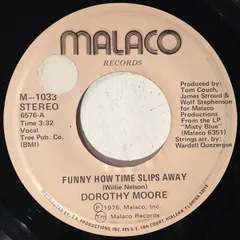 MALACO
RECORDS
M-1033
STEREO
6576-A
Time 3:32
Vocal
Tree Pub. Co.
(BMI)
Produced by:
Tom Couch,
James Stroud &
Wolf Stephenson
for Malaco
Productions
From the LP
"Misty Blue"
(Malaco 6351)
Strings arr. by
Wardell Quezergue
FUNNY HOW TIME SLIPS AWAY
(Willie Nelson)
DOROTHY MOORE
℗ 1976, Malaco, Inc.
Tm Malaco Records